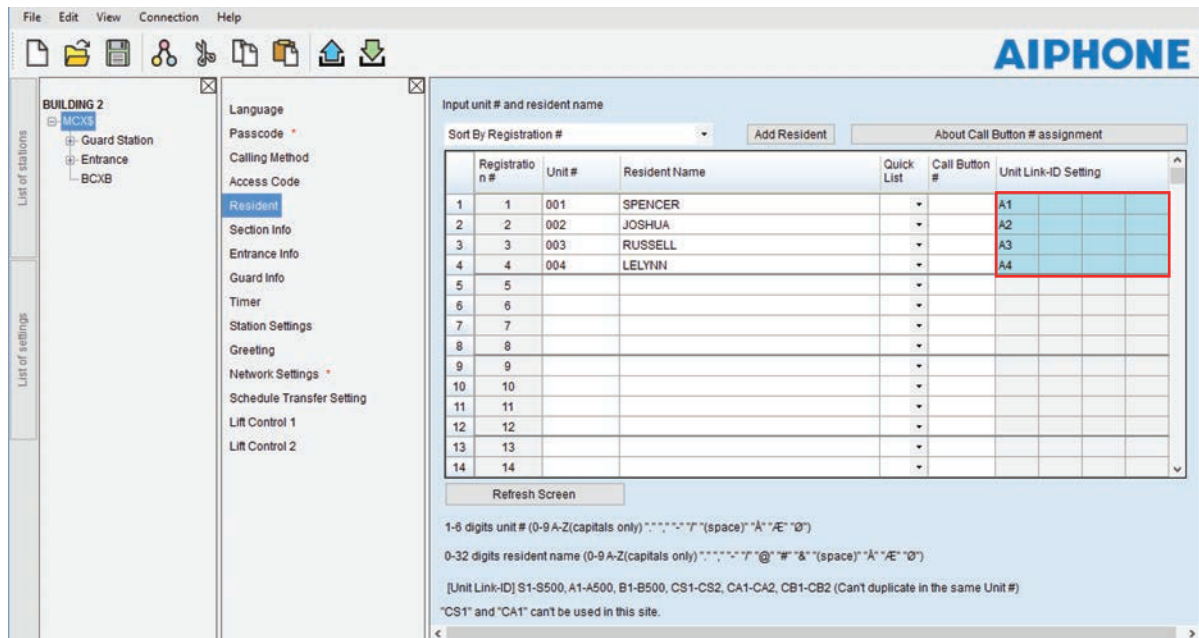 File Edit View Connection Help
AIPHONE
List of stations
List of settings
BUILDING 2
MCX$
Guard Station
Entrance
BCXB
Language
Passcode *
Calling Method
Access Code
Resident
Section Info
Entrance Info
Guard Info
Timer
Station Settings
Greeting
Network Settings *
Schedule Transfer Setting
Lift Control 1
Lift Control 2
Input unit # and resident name
Sort By Registration # Add Resident About Call Button # assignment
Registratio n # Unit # Resident Name Quick List Call Button # Unit Link-ID Setting
1 1 001 SPENCER A1
2 2 002 JOSHUA A2
3 3 003 RUSSELL A3
4 4 004 LELYNN A4
5 5
6 6
7 7
8 8
9 9
10 10
11 11
12 12
13 13
14 14
Refresh Screen
1-6 digits unit # (0-9 A-Z(capitals only) "." "," "-" "/" "(space)" "Å" "Æ" "Ø")
0-32 digits resident name (0-9 A-Z(capitals only) "." "," "-" "/" "@" "#" "&" "(space)" "Å" "Æ" "Ø")
[Unit Link-ID] S1-S500, A1-A500, B1-B500, CS1-CS2, CA1-CA2, CB1-CB2 (Can't duplicate in the same Unit #)
"CS1" and "CA1" can't be used in this site.